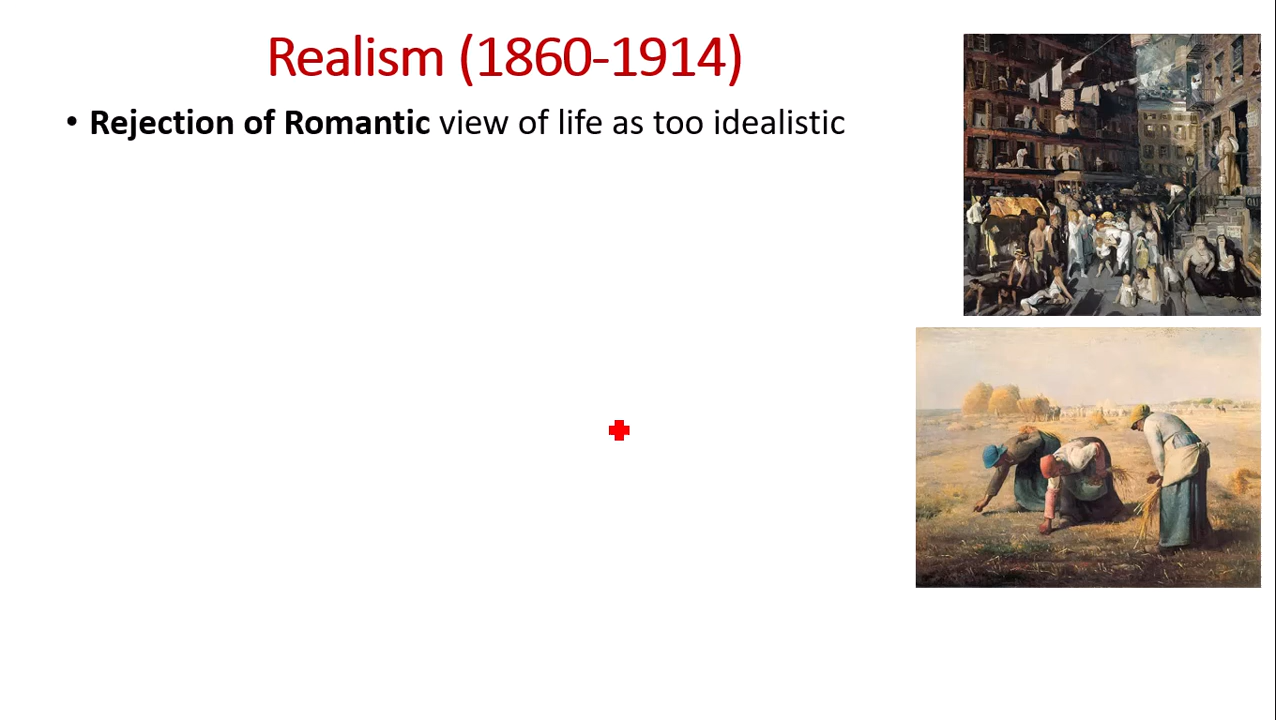 Realism (1860-1914)
• Rejection of Romantic view of life as too idealistic